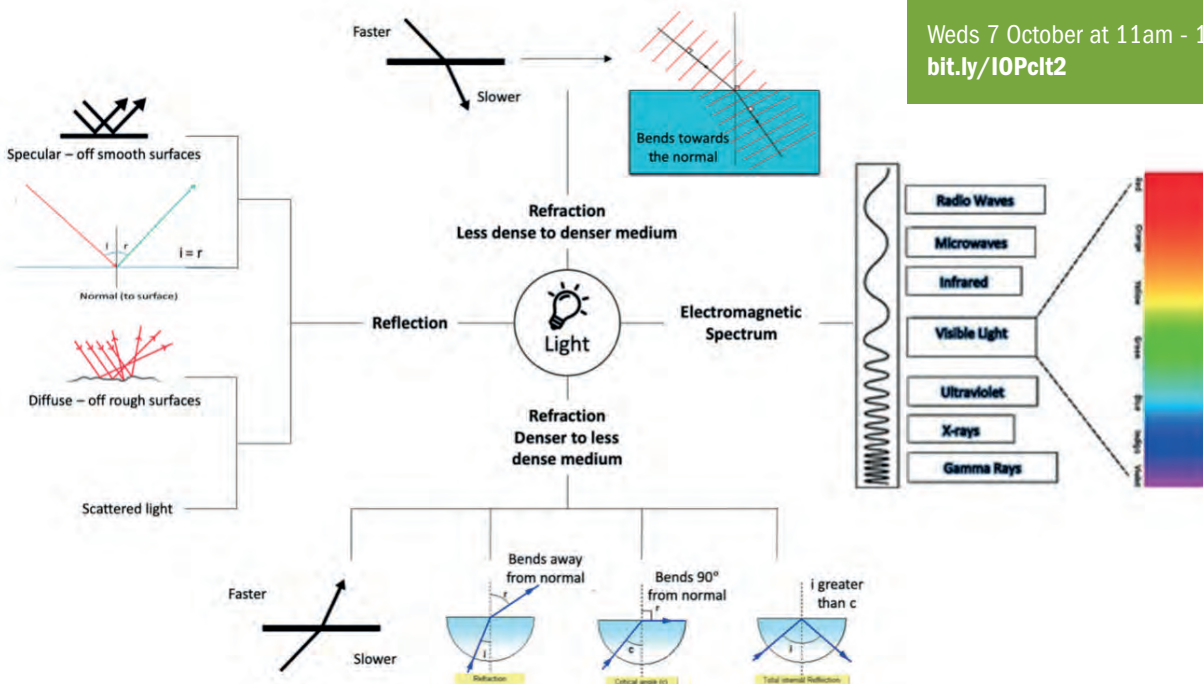 Weds 7 October at 11am - 1
bit.ly/IOPclt2
Faster
Slower
Bends towards
the normal
Refraction
Less dense to denser medium
Specular – off smooth surfaces
i r
i = r
Normal (to surface)
Diffuse – off rough surfaces
Scattered light
Reflection
Light
Electromagnetic
Spectrum
Radio Waves
Microwaves
Infrared
Visible Light
Ultraviolet
X-rays
Gamma Rays
Red
Orange
Yellow
Green
Blue
Indigo
Violet
Refraction
Denser to less
dense medium
Faster
Slower
Bends away
from normal
r
i
Refraction
Bends 90°
from normal
r
c
Critical angle (c)
i greater
than c
i
Total Internal Reflection